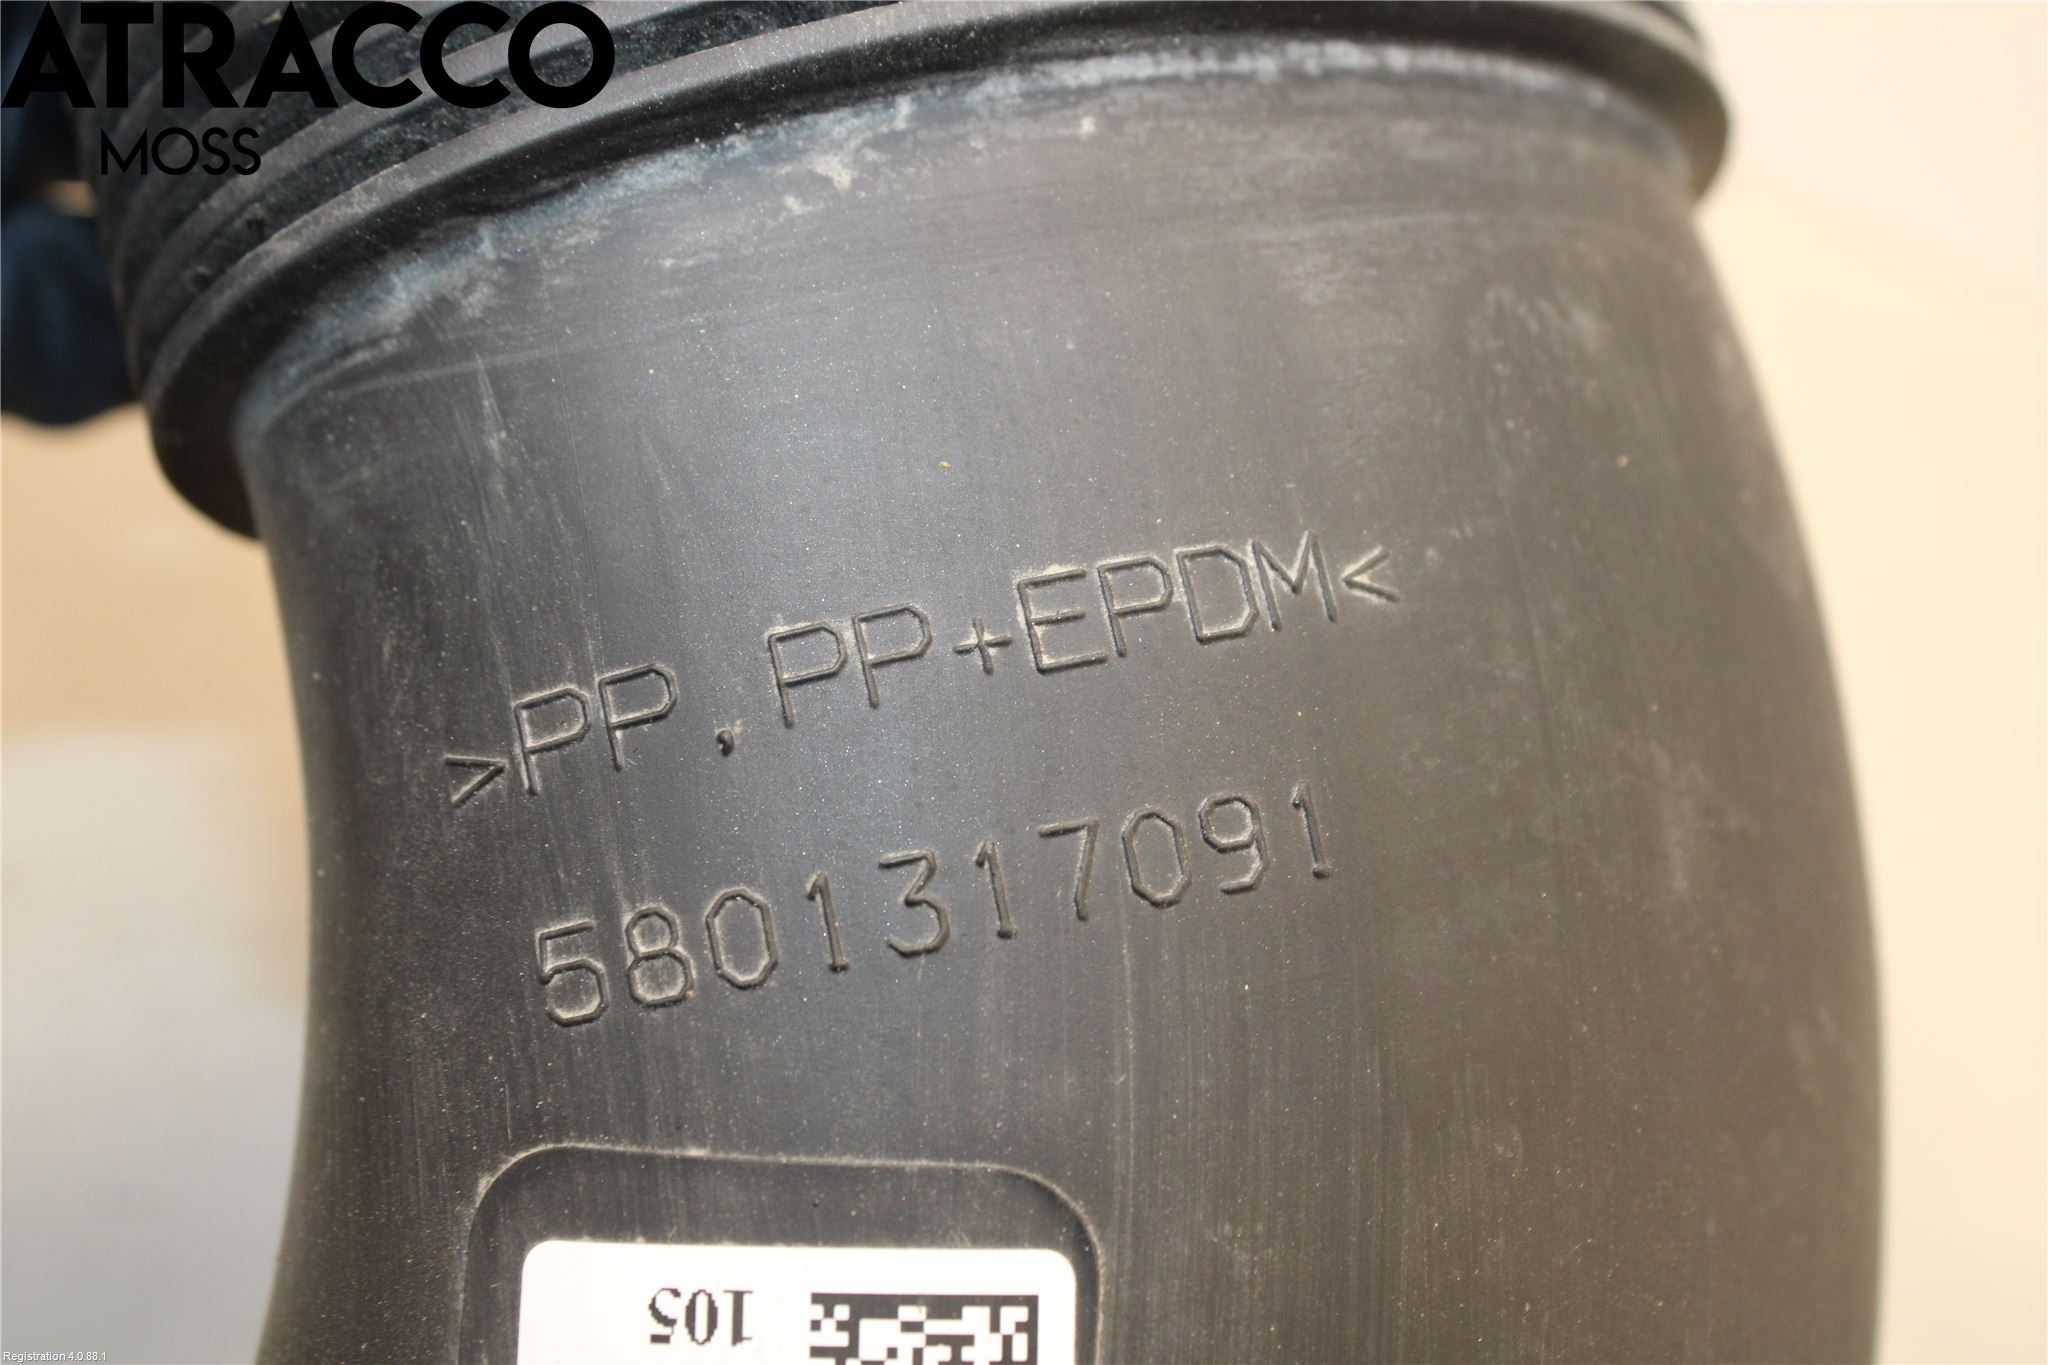 ATRACCO
MOSS
>PP,PP+EPDM<
5801317091
105
Registration 4.0.88.1